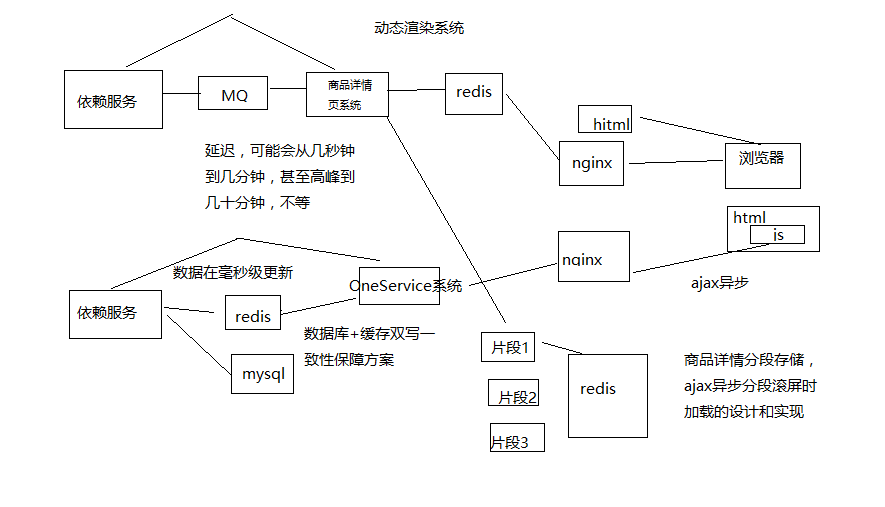 动态渲染系统
依赖服务
MQ
商品详情
页系统
redis
hitml
nginx
浏览器
延迟，可能会从几秒钟
到几分钟，甚至高峰到
几十分钟，不等
html
js
数据在毫秒级更新
依赖服务
redis
mysql
OneService系统
nginx
ajax异步
数据库+缓存双写一
致性保障方案
片段1
片段2
片段3
redis
商品详情分段存储，
ajax异步分段滚屏时
加载的设计和实现